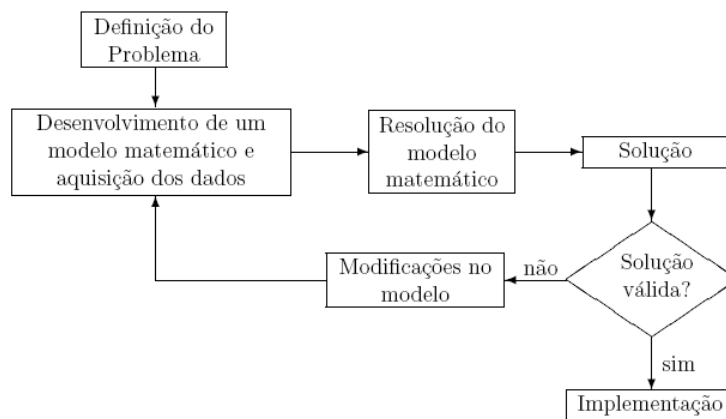 Definição do
Problema
Desenvolvimento de um
modelo matemático e
aquisição dos dados
Resolução do
modelo
matemático
Solução
Solução
válida?
não
Modificações no
modelo
sim
Implementação